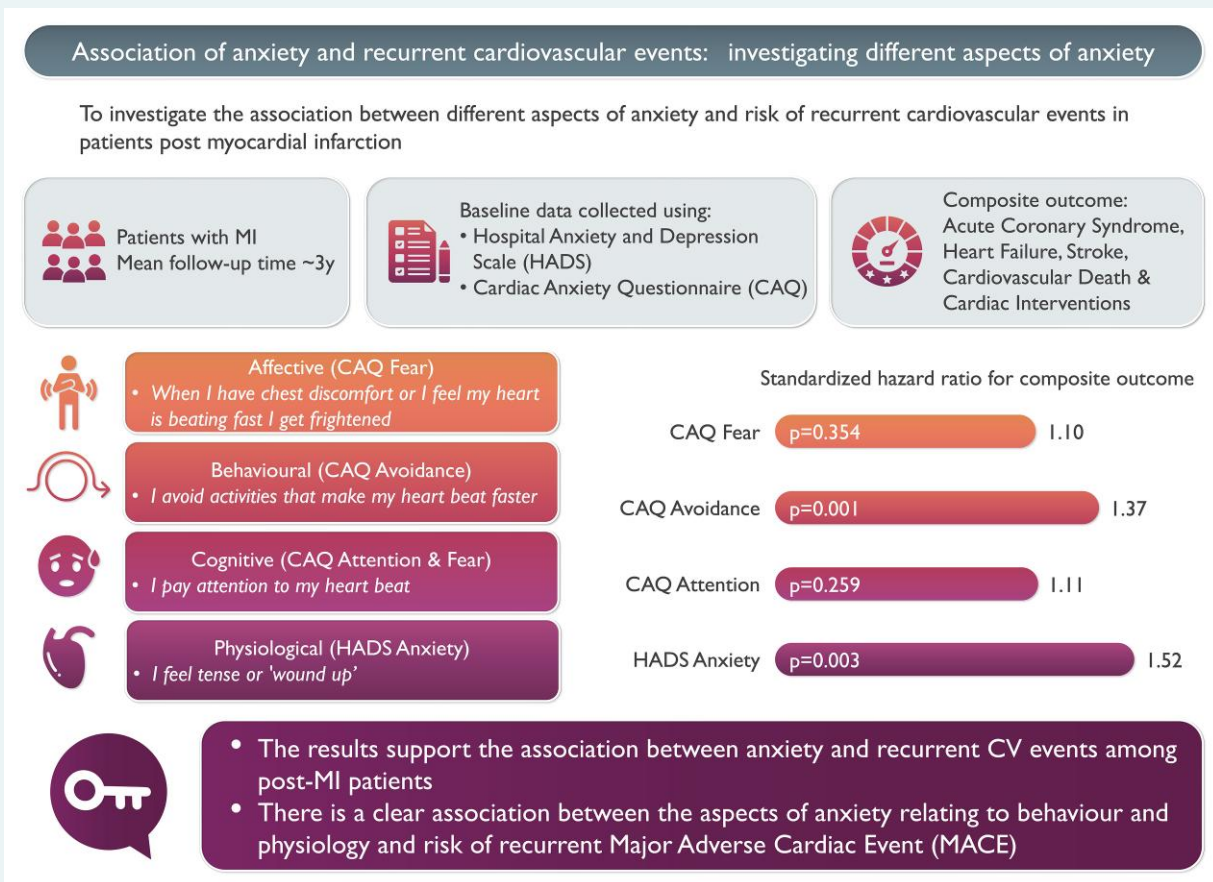 Association of anxiety and recurrent cardiovascular events: investigating different aspects of anxiety
To investigate the association between different aspects of anxiety and risk of recurrent cardiovascular events in
patients post myocardial infarction
Patients with MI
Mean follow-up time ~3y
Baseline data collected using:
• Hospital Anxiety and Depression
Scale (HADS)
• Cardiac Anxiety Questionnaire (CAQ)
Composite outcome:
Acute Coronary Syndrome,
Heart Failure, Stroke,
Cardiovascular Death &
Cardiac Interventions
Affective (CAQ Fear)
• When I have chest discomfort or I feel my heart
is beating fast I get frightened
Behavioural (CAQ Avoidance)
• I avoid activities that make my heart beat faster
Cognitive (CAQ Attention & Fear)
• I pay attention to my heart beat
Physiological (HADS Anxiety)
• I feel tense or 'wound up’
Standardized hazard ratio for composite outcome
CAQ Fear p=0.354 1.10
CAQ Avoidance p=0.001 1.37
CAQ Attention p=0.259 1.11
HADS Anxiety p=0.003 1.52
• The results support the association between anxiety and recurrent CV events among
post-MI patients
• There is a clear association between the aspects of anxiety relating to behaviour and
physiology and risk of recurrent Major Adverse Cardiac Event (MACE)